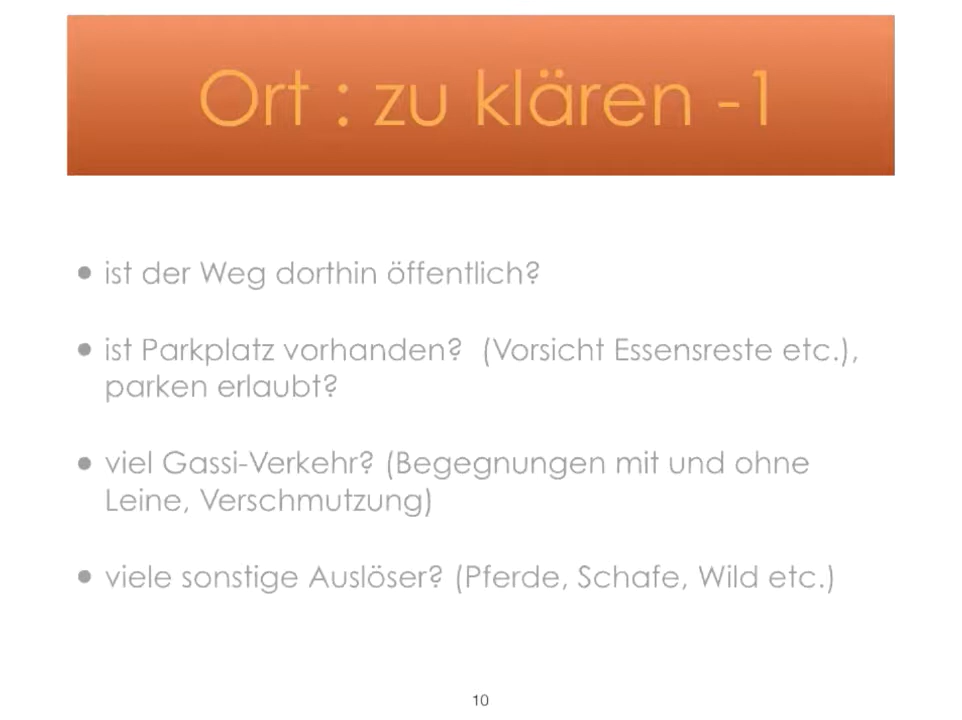 Ort : zu klären -1
• ist der Weg dorthin öffentlich?
• ist Parkplatz vorhanden? (Vorsicht Essensreste etc.),
parken erlaubt?
• viel Gassi-Verkehr? (Begegnungen mit und ohne
Leine, Verschmutzung)
• viele sonstige Auslöser? (Pferde, Schafe, Wild etc.)
10